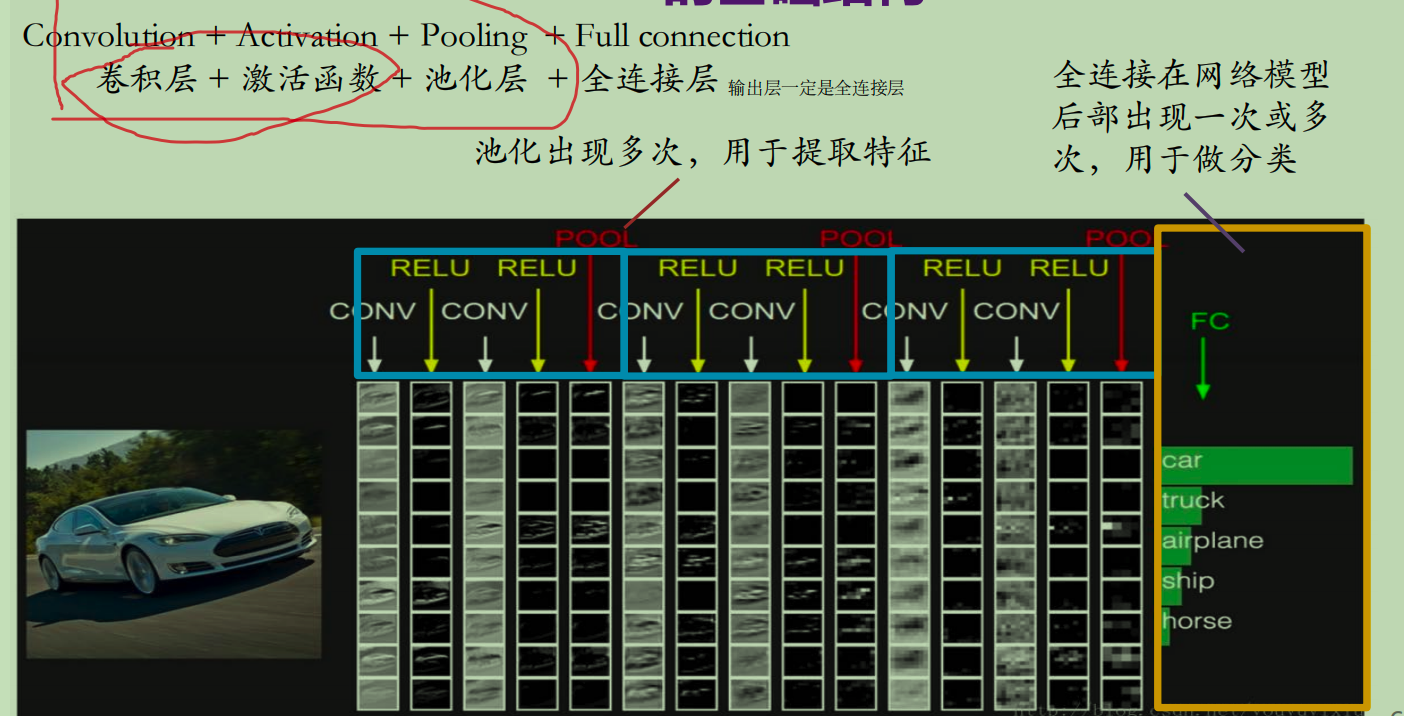 Convolution + Activation + Pooling + Full connection
卷积层 + 激活函数 + 池化层 + 全连接层 输出层一定是全连接层
池化出现多次，用于提取特征
全连接在网络模型
后部出现一次或多
次，用于做分类
POOL POOL POOL
RELU RELU RELU RELU RELU RELU
CONV CONV CONV CONV CONV CONV
FC
car
truck
airplane
ship
horse